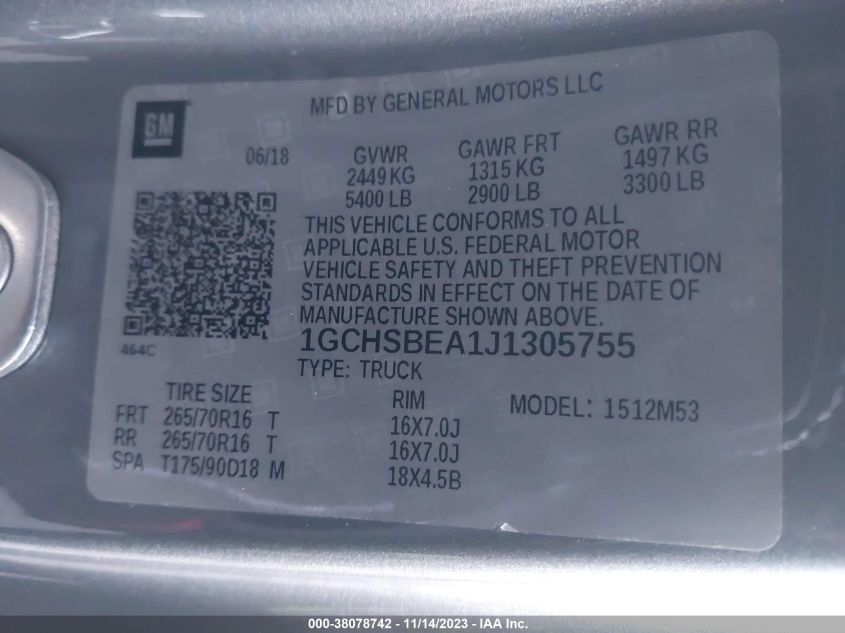 GM
MFD BY GENERAL MOTORS LLC
06/18
GVWR GAWR FRT GAWR RR
2449 KG 1315 KG 1497 KG
5400 LB 2900 LB 3300 LB
THIS VEHICLE CONFORMS TO ALL
APPLICABLE U.S. FEDERAL MOTOR
VEHICLE SAFETY AND THEFT PREVENTION
STANDARDS IN EFFECT ON THE DATE OF
MANUFACTURE SHOWN ABOVE.
464C
1GCHSBEA1J1305755
TYPE: TRUCK
TIRE SIZE RIM MODEL: 1512M53
FRT 265/70R16 T 16X7.0J
RR 265/70R16 T 16X7.0J
SPA T175/90D18 M 18X4.5B
000-38078742 - 11/14/2023 - IAA Inc.